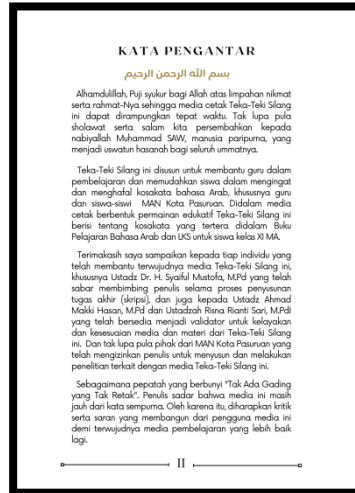 KATA PENGANTAR
بسم الله الرحمن الرحيم
Alhamdulillah, Puji syukur bagi Allah atas limpahan nikmat
serta rahmat-Nya sehingga media cetak Teka-Teki Silang
ini dapat dirampungkan tepat waktu. Tak lupa pula
sholawat serta salam kita persembahkan kepada
nabiyallah Muhammad SAW, manusia paripurna, yang
menjadi uswatun hasanah bagi seluruh ummatnya.
Teka-Teki Silang ini disusun untuk membantu guru dalam
pembelajaran dan memudahkan siswa dalam mengingat
dan menghafal kosakata bahasa Arab, khususnya guru
dan siswa-siswi MAN Kota Pasuruan. Didalam media
cetak berbentuk permainan edukatif Teka-Teki Silang ini
berisi tentang kosakata yang tertera didalam Buku
Pelajaran Bahasa Arab dan LKS untuk siswa kelas XI MA.
Terimakasih saya sampaikan kepada tiap individu yang
telah membantu terwujudnya media Teka-Teki Silang ini,
khususnya Ustadz Dr. H. Syaiful Mustofa, M.Pd yang telah
sabar membimbing penulis selama proses penyusunan
tugas akhir (skripsi), dan juga kepada Ustadz Ahmad
Makki Hasan, M.Pd dan Ustadzah Risna Rianti Sari, M.PdI
yang telah bersedia menjadi validator untuk kelayakan
dan kesesuaian media dan materi dari Teka-Teki Silang
ini. Dan tak lupa pula pihak dari MAN Kota Pasuruan yang
telah mengizinkan penulis untuk menyusun dan melakukan
penelitian terkait dengan media Teka-Teki Silang ini.
Sebagaimana pepatah yang berbunyi "Tak Ada Gading
yang Tak Retak". Penulis sadar bahwa media ini masih
jauh dari kata sempurna. Oleh karena itu, diharapkan kritik
serta saran yang membangun dari pengguna media ini
demi terwujudnya media pembelajaran yang lebih baik
lagi.
II